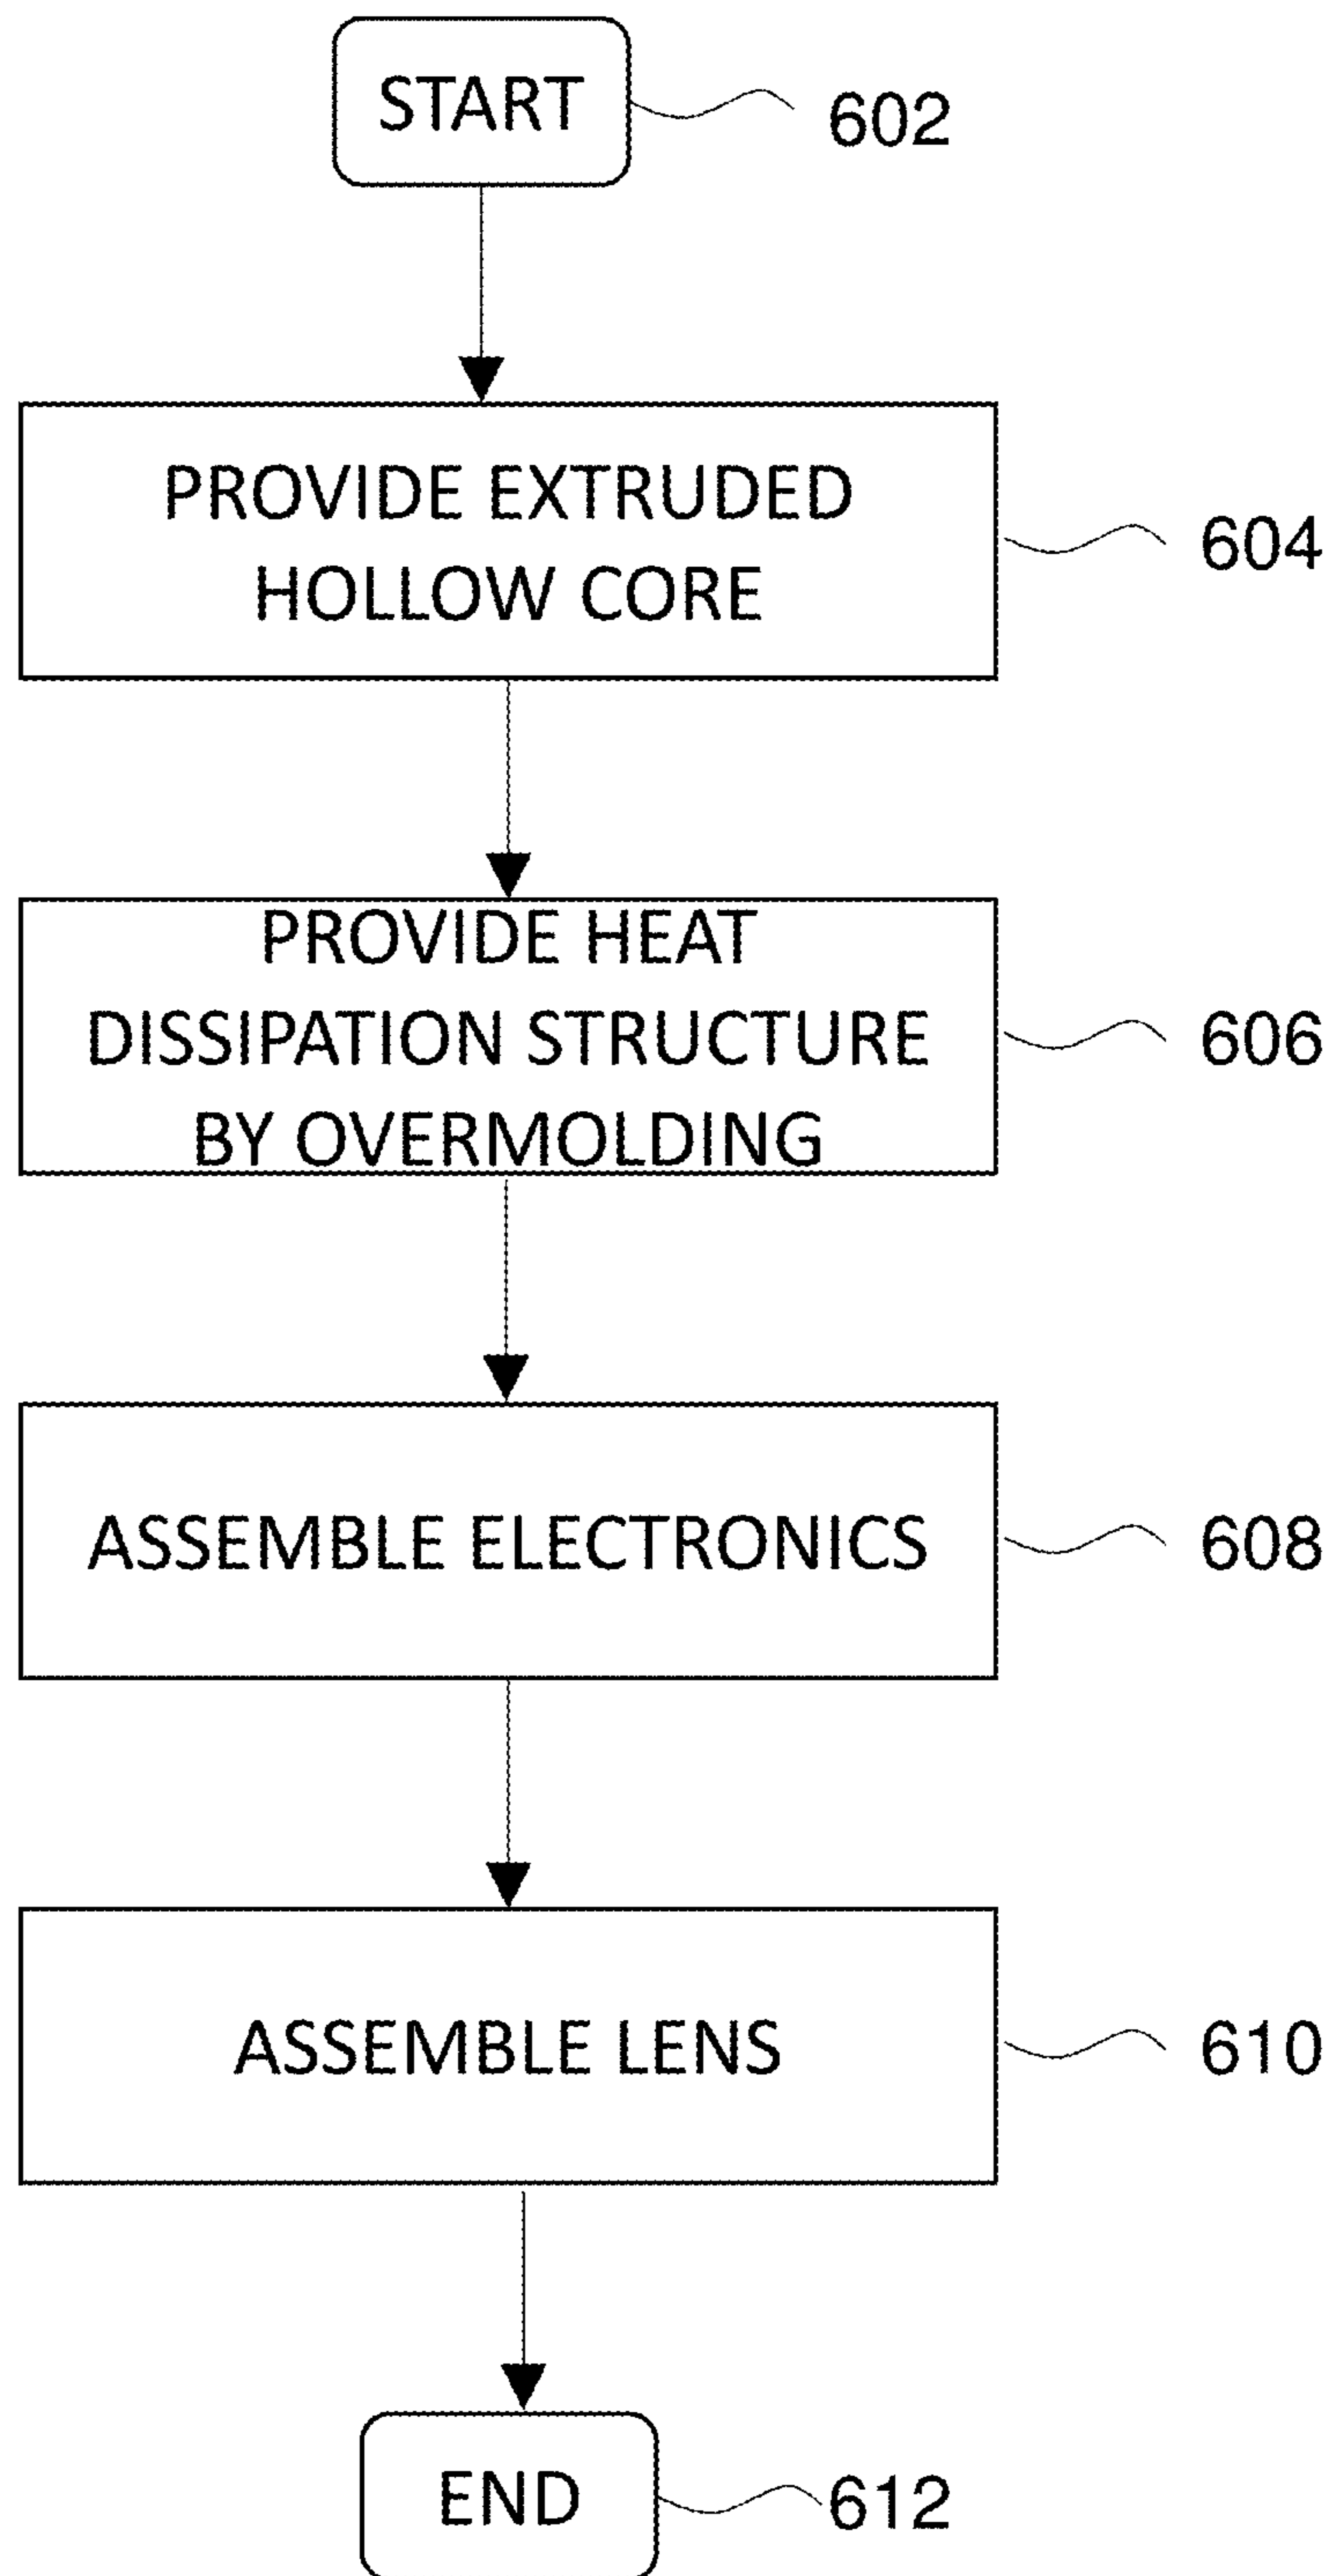 START
602
PROVIDE EXTRUDED
HOLLOW CORE
604
PROVIDE HEAT
DISSIPATION STRUCTURE
BY OVERMOLDING
606
ASSEMBLE ELECTRONICS
608
ASSEMBLE LENS
610
END
612